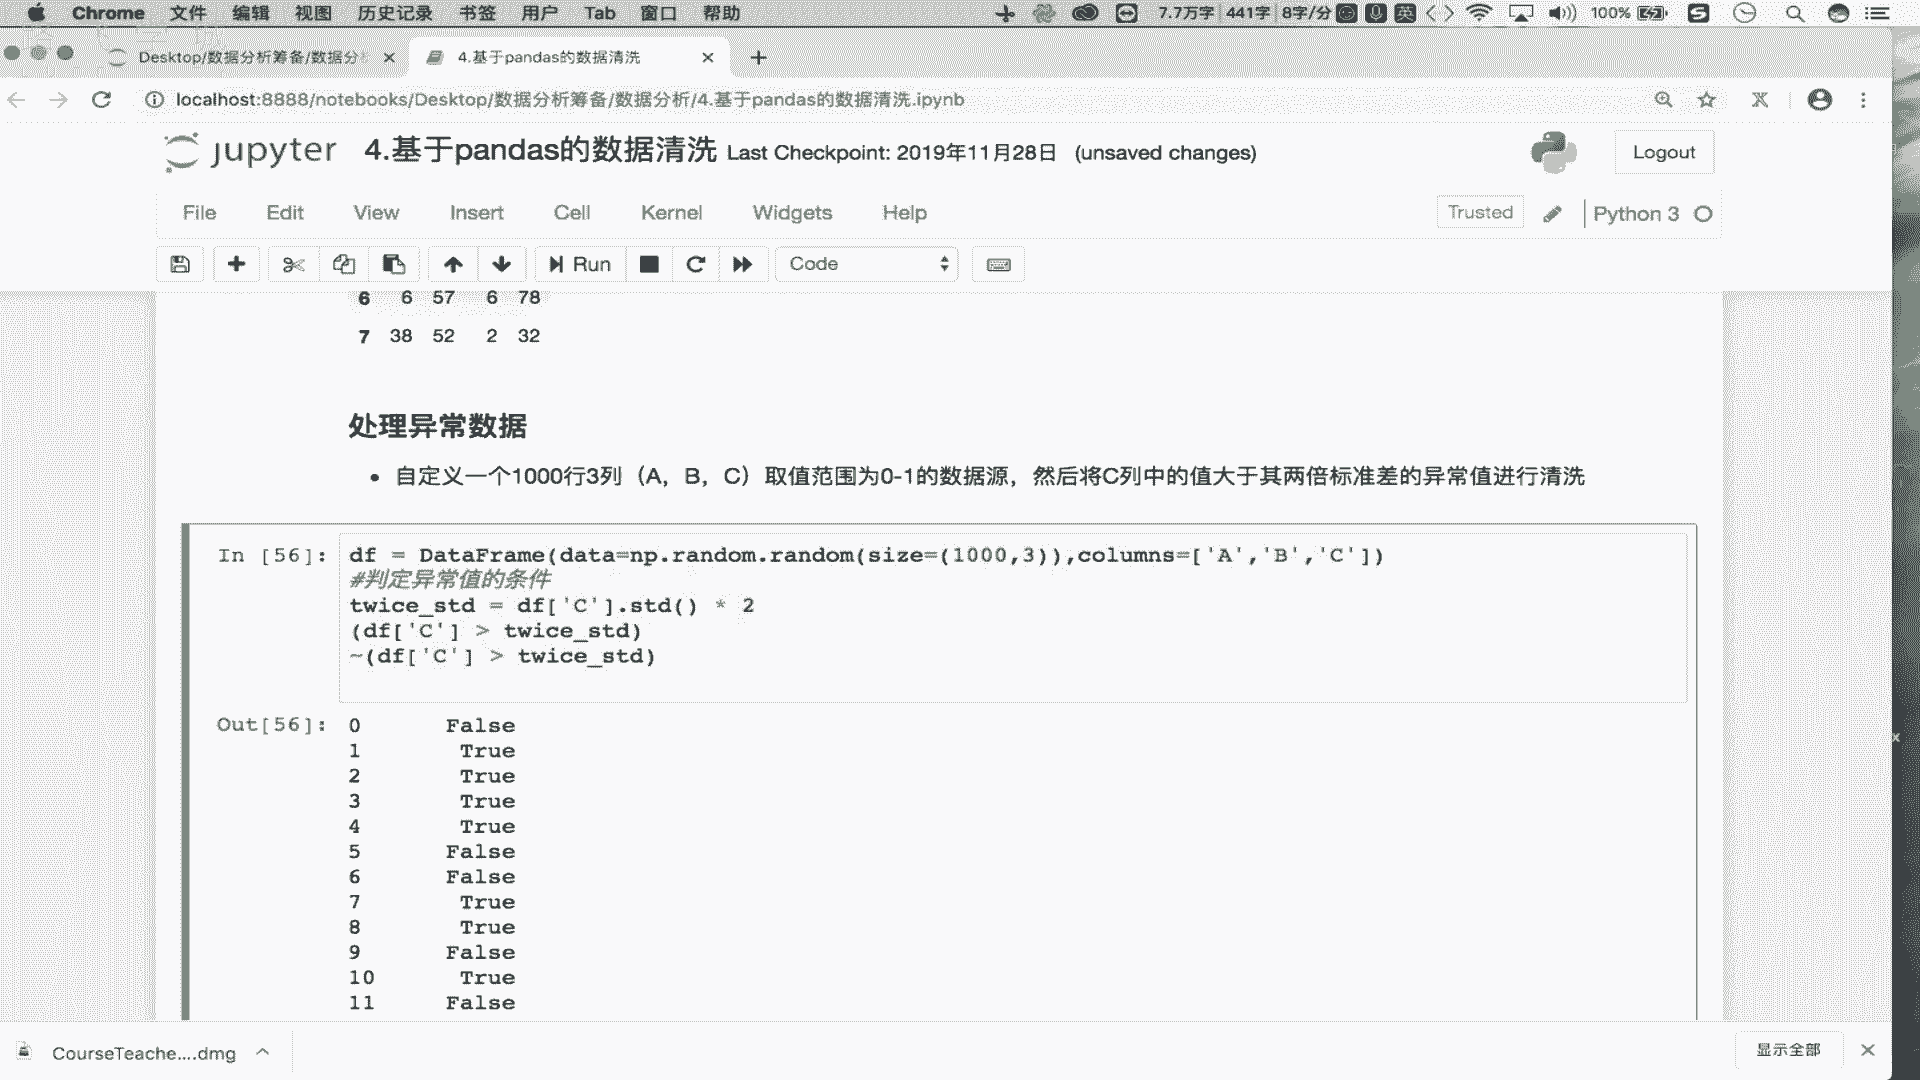 Chrome 文件 编辑 视图 历史记录 书签 用户 Tab 窗口 帮助 7.7万字 441字 8字/分 英 100%
Desktop/数据分析筹备/数据分 4.基于pandas的数据清洗
localhost:8888/notebooks/Desktop/数据分析筹备/数据分析/4.基于pandas的数据清洗.ipynb
jupyter 4.基于pandas的数据清洗 Last Checkpoint: 2019年11月28日 (unsaved changes) Logout
File Edit View Insert Cell Kernel Widgets Help Trusted Python 3
Run Code
6 6 57 6 78
7 38 52 2 32
处理异常数据
• 自定义一个1000行3列（A，B，C）取值范围为0-1的数据源，然后将C列中的值大于其两倍标准差的异常值进行清洗
In [56]: df = DataFrame(data=np.random.random(size=(1000,3)),columns=['A','B','C'])
#判定异常值的条件
twice_std = df['C'].std() * 2
(df['C'] > twice_std)
~(df['C'] > twice_std)
Out[56]: 0 False
1 True
2 True
3 True
4 True
5 False
6 False
7 True
8 True
9 False
10 True
11 False
CourseTeache....dmg 显示全部